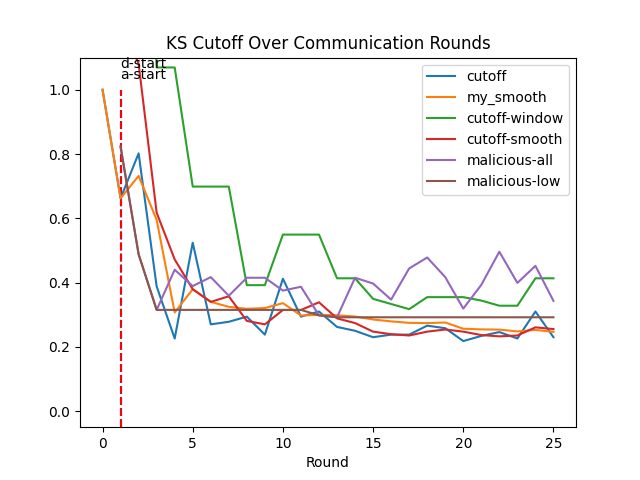 KS Cutoff Over Communication Rounds
d-start
a-start
cutoff
my_smooth
cutoff-window
cutoff-smooth
malicious-all
malicious-low
1.0
0.8
0.6
0.4
0.2
0.0
0 5 10 15 20 25
Round